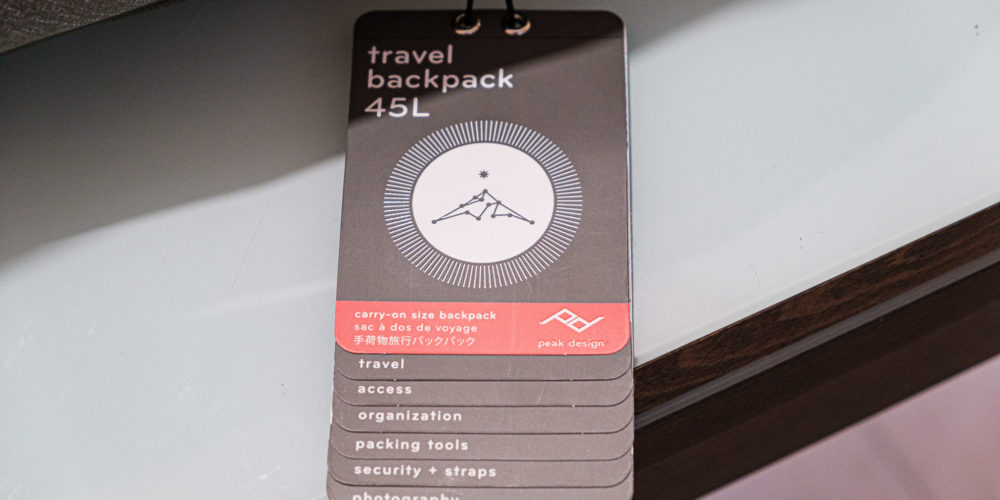 travel
backpack
45L
carry-on size backpack
sac à dos de voyage
手荷物旅行バックパック
peak design
travel
access
organization
packing tools
security + straps
photography